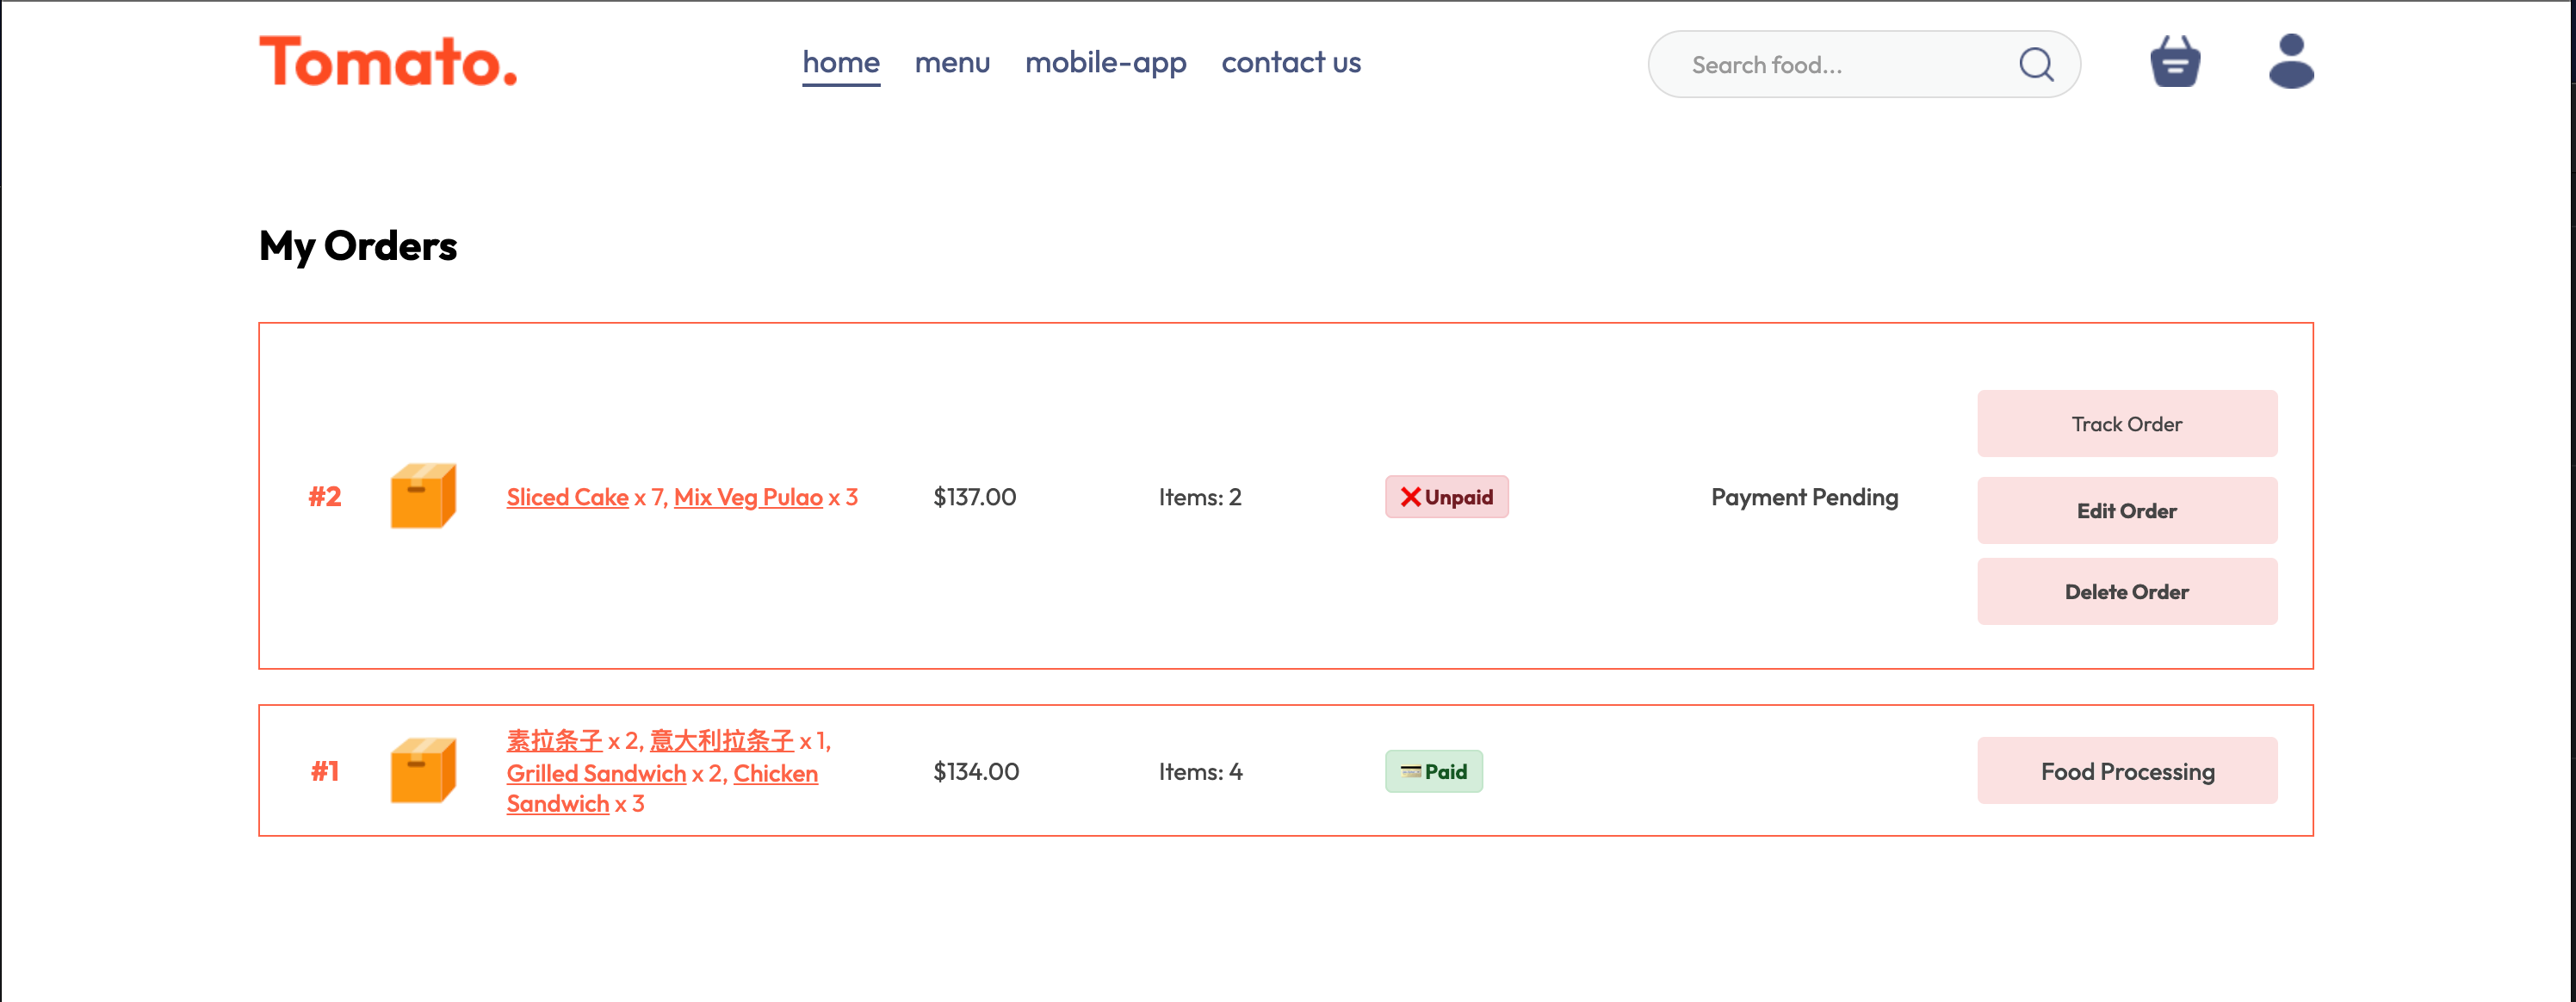 Tomato.
home menu mobile-app contact us
Search food...
My Orders
Track Order
#2 Sliced Cake x 7, Mix Veg Pulao x 3 $137.00 Items: 2 ❌Unpaid Payment Pending
Edit Order
Delete Order
#1 素拉条子 x 2, 意大利拉条子 x 1,
Grilled Sandwich x 2, Chicken
Sandwich x 3
$134.00 Items: 4 Paid Food Processing